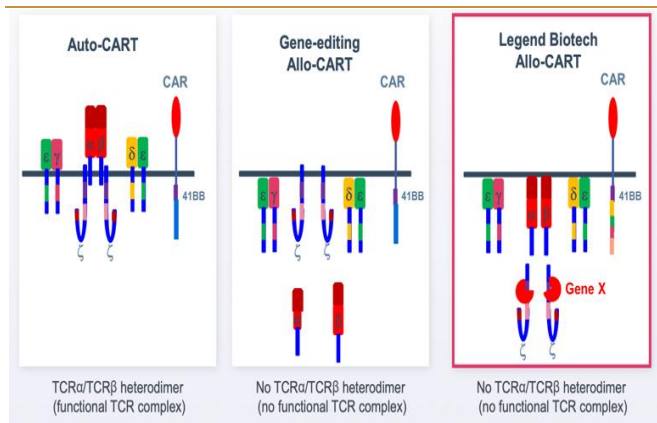 Auto-CART
CAR
ε γ
α β
δ ε
41BB
ζ ζ
TCRα/TCRβ heterodimer
(functional TCR complex)
Gene-editing
Allo-CART
CAR
ε γ
δ ε
41BB
ζ ζ
No TCRα/TCRβ heterodimer
(no functional TCR complex)
Legend Biotech
Allo-CART
CAR
ε γ
δ ε
41BB
Gene X
ζ ζ
No TCRα/TCRβ heterodimer
(no functional TCR complex)